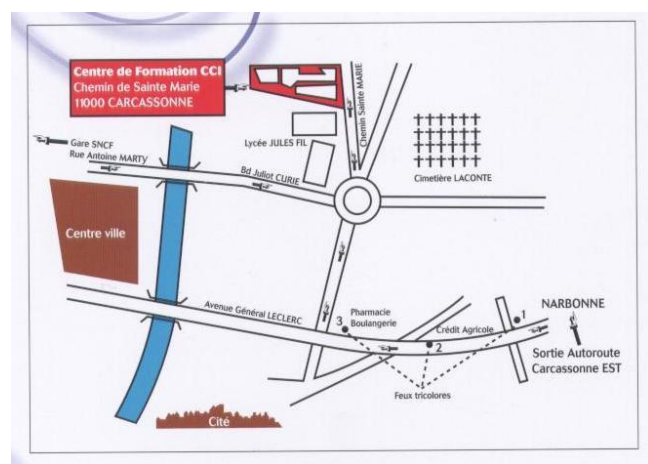 Centre de Formation CCI
Chemin de Sainte Marie
11000 CARCASSONNE
Chemin Sainte MARIE
Lycée JULES FIL
Gare SNCF
Rue Antoine MARTY
Bd Juliot CURIE
Cimetière LACONTE
Centre ville
Avenue Général LECLERC
3
Pharmacie
Boulangerie
Crédit Agricole
2
1
NARBONNE
Sortie Autoroute
Carcassonne EST
Feux tricolores
Cité